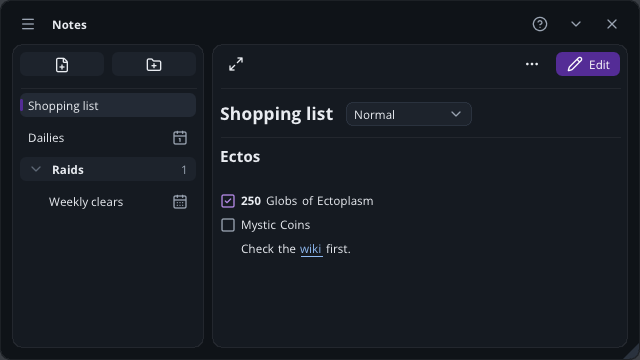 Notes
Edit
Shopping list
Dailies
Raids 1
Weekly clears
Shopping list Normal
Ectos
250 Globs of Ectoplasm
Mystic Coins
Check the wiki first.